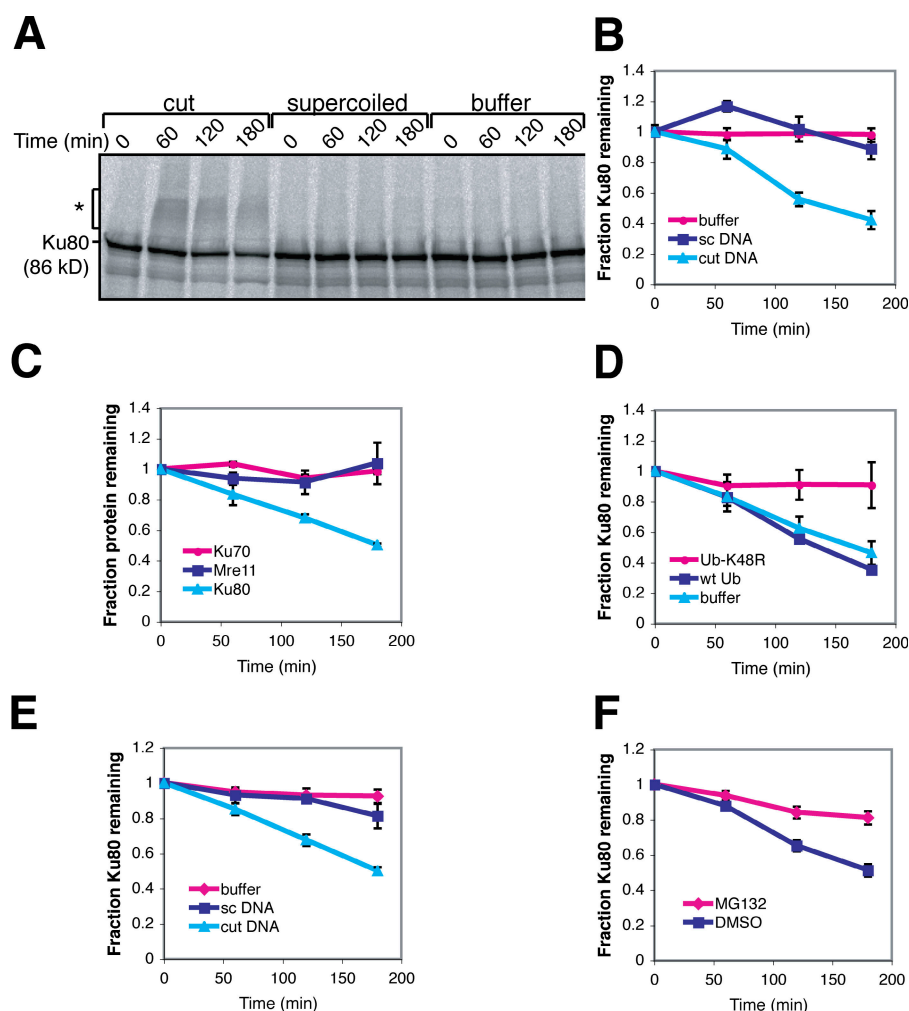 A
cut supercoiled buffer
Time (min) 0 60 120 180 0 60 120 180 0 60 120 180
*
Ku80
(86 kD)
B
Fraction Ku80 remaining
1.4
1.2
1
0.8
0.6
0.4
0.2
0
buffer
sc DNA
cut DNA
0 50 100 150 200
Time (min)
C
Fraction protein remaining
1.4
1.2
1
0.8
0.6
0.4
0.2
0
Ku70
Mre11
Ku80
0 50 100 150 200
Time (min)
D
Fraction Ku80 remaining
1.4
1.2
1
0.8
0.6
0.4
0.2
0
Ub-K48R
wt Ub
buffer
0 50 100 150 200
Time (min)
E
Fraction Ku80 remaining
1.2
1
0.8
0.6
0.4
0.2
0
buffer
sc DNA
cut DNA
0 50 100 150 200
Time (min)
F
Fraction Ku80 remaining
1.2
1
0.8
0.6
0.4
0.2
0
MG132
DMSO
0 50 100 150 200
Time (min)